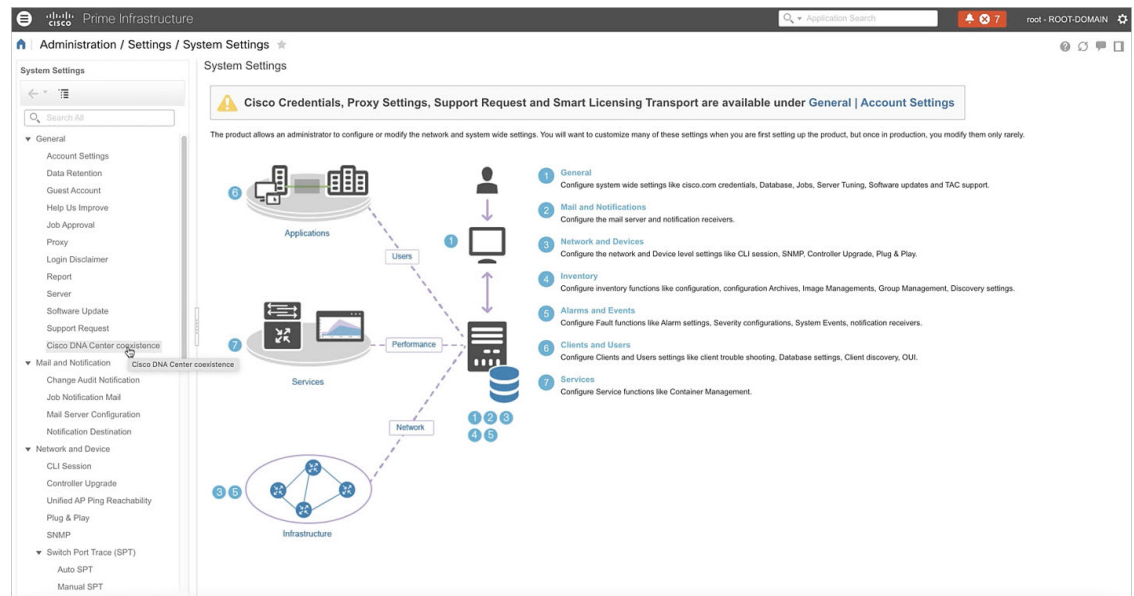 cisco Prime Infrastructure
Application Search
7
root - ROOT-DOMAIN
Administration / Settings / System Settings
System Settings
Search All
General
Account Settings
Data Retention
Guest Account
Help Us Improve
Job Approval
Proxy
Login Disclaimer
Report
Server
Software Update
Support Request
Cisco DNA Center coexistence
Cisco DNA Center coexistence
Mail and Notification
Change Audit Notification
Job Notification Mail
Mail Server Configuration
Notification Destination
Network and Device
CLI Session
Controller Upgrade
Unified AP Ping Reachability
Plug & Play
SNMP
Switch Port Trace (SPT)
Auto SPT
Manual SPT
System Settings
Cisco Credentials, Proxy Settings, Support Request and Smart Licensing Transport are available under General | Account Settings
The product allows an administrator to configure or modify the network and system wide settings. You will want to customize many of these settings when you are first setting up the product, but once in production, you modify them only rarely.
6
Applications
Users
1
7
Services
Performance
1 2 3
4 5
Network
3 5
Infrastructure
1 General
Configure system wide settings like cisco.com credentials, Database, Jobs, Server Tuning, Software updates and TAC support.
2 Mail and Notifications
Configure the mail server and notification receivers.
3 Network and Devices
Configure the network and Device level settings like CLI session, SNMP, Controller Upgrade, Plug & Play.
4 Inventory
Configure inventory functions like configuration, configuration Archives, Image Managements, Group Management, Discovery settings.
5 Alarms and Events
Configure Fault functions like Alarm settings, Severity configurations, System Events, notification receivers.
6 Clients and Users
Configure Clients and Users settings like client trouble shooting, Database settings, Client discovery, OUI.
7 Services
Configure Service functions like Container Management.